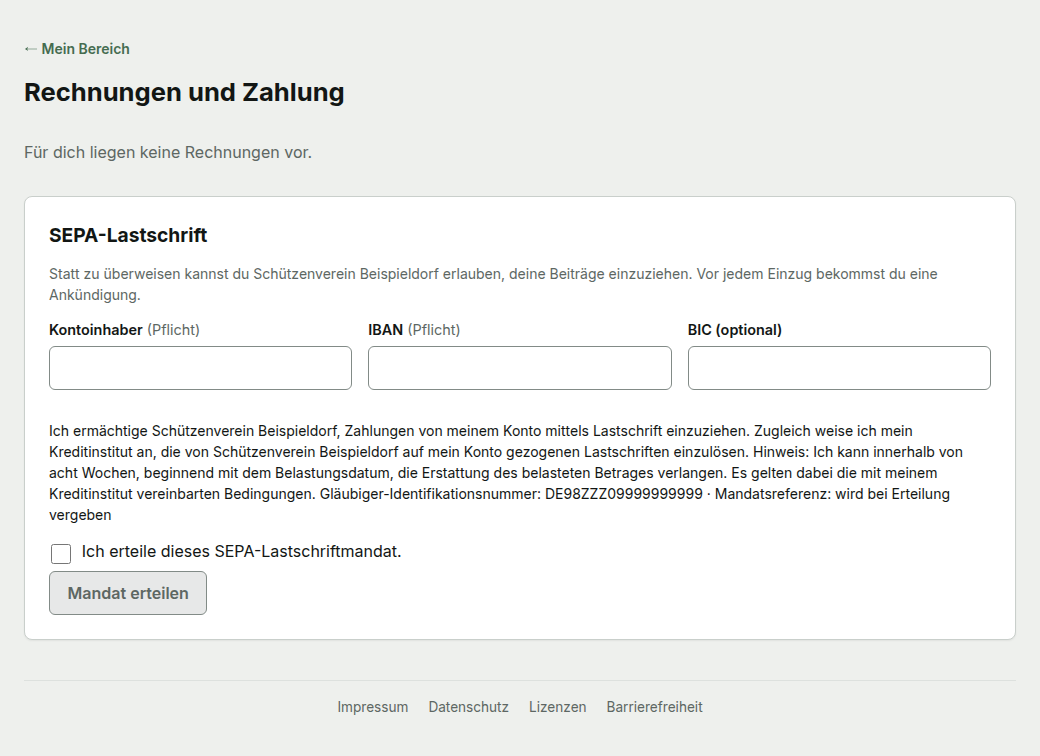 ← Mein Bereich
Rechnungen und Zahlung
Für dich liegen keine Rechnungen vor.
SEPA-Lastschrift
Statt zu überweisen kannst du Schützenverein Beispieldorf erlauben, deine Beiträge einzuziehen. Vor jedem Einzug bekommst du eine
Ankündigung.
Kontoinhaber (Pflicht) IBAN (Pflicht) BIC (optional)
Ich ermächtige Schützenverein Beispieldorf, Zahlungen von meinem Konto mittels Lastschrift einzuziehen. Zugleich weise ich mein
Kreditinstitut an, die von Schützenverein Beispieldorf auf mein Konto gezogenen Lastschriften einzulösen. Hinweis: Ich kann innerhalb von
acht Wochen, beginnend mit dem Belastungsdatum, die Erstattung des belasteten Betrages verlangen. Es gelten dabei die mit meinem
Kreditinstitut vereinbarten Bedingungen. Gläubiger-Identifikationsnummer: DE98ZZZ09999999999 · Mandatsreferenz: wird bei Erteilung
vergeben
Ich erteile dieses SEPA-Lastschriftmandat.
Mandat erteilen
Impressum Datenschutz Lizenzen Barrierefreiheit